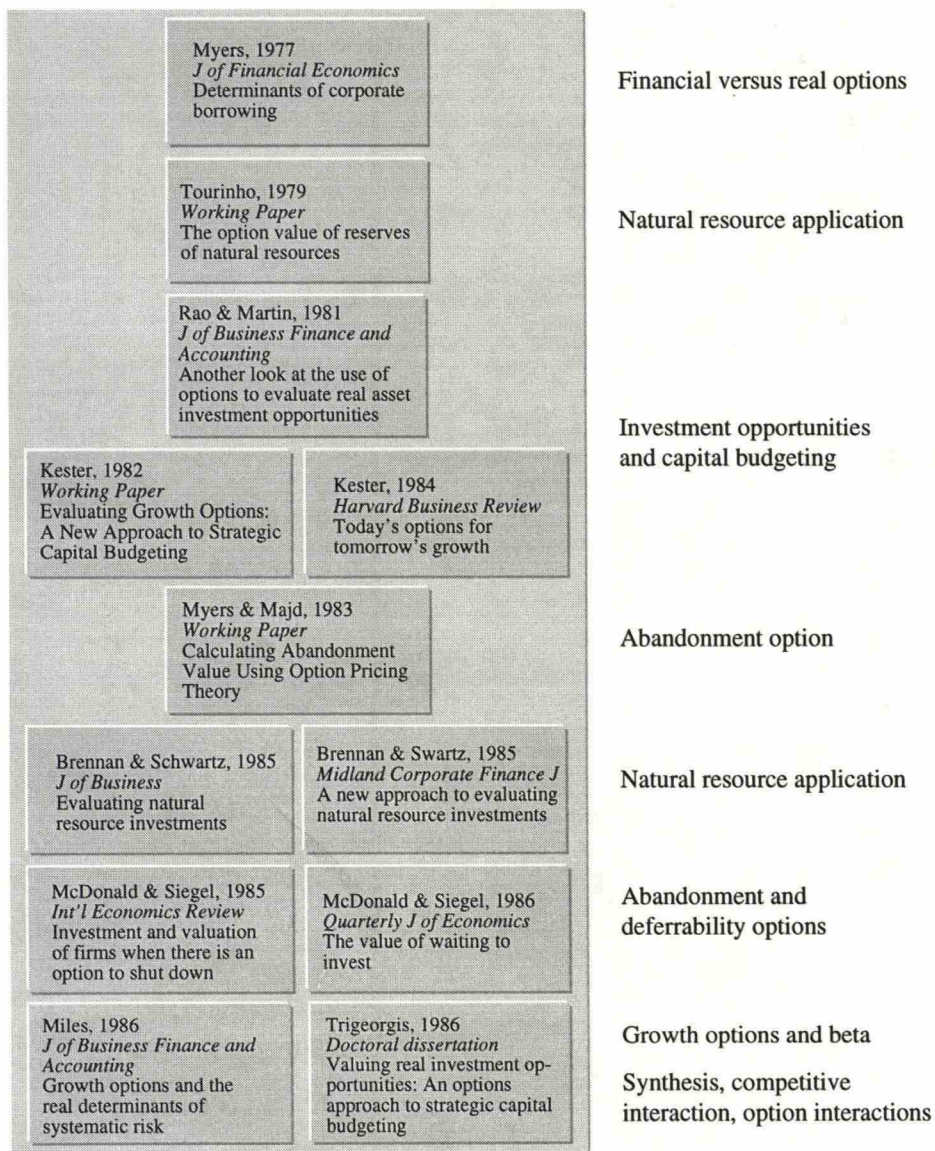 Myers, 1977
J of Financial Economics
Determinants of corporate
borrowing
Financial versus real options
Tourinho, 1979
Working Paper
The option value of reserves
of natural resources
Natural resource application
Rao & Martin, 1981
J of Business Finance and
Accounting
Another look at the use of
options to evaluate real asset
investment opportunities
Investment opportunities
and capital budgeting
Kester, 1982
Working Paper
Evaluating Growth Options:
A New Approach to Strategic
Capital Budgeting
Kester, 1984
Harvard Business Review
Today's options for
tomorrow's growth
Myers & Majd, 1983
Working Paper
Calculating Abandonment
Value Using Option Pricing
Theory
Abandonment option
Brennan & Schwartz, 1985
J of Business
Evaluating natural
resource investments
Brennan & Swartz, 1985
Midland Corporate Finance J
A new approach to evaluating
natural resource investments
Natural resource application
McDonald & Siegel, 1985
Int'l Economics Review
Investment and valuation
of firms when there is an
option to shut down
McDonald & Siegel, 1986
Quarterly J of Economics
The value of waiting to
invest
Abandonment and
deferrability options
Miles, 1986
J of Business Finance and
Accounting
Growth options and the
real determinants of
systematic risk
Trigeorgis, 1986
Doctoral dissertation
Valuing real investment op-
portunities: An options
approach to strategic capital
budgeting
Growth options and beta
Synthesis, competitive
interaction, option interactions